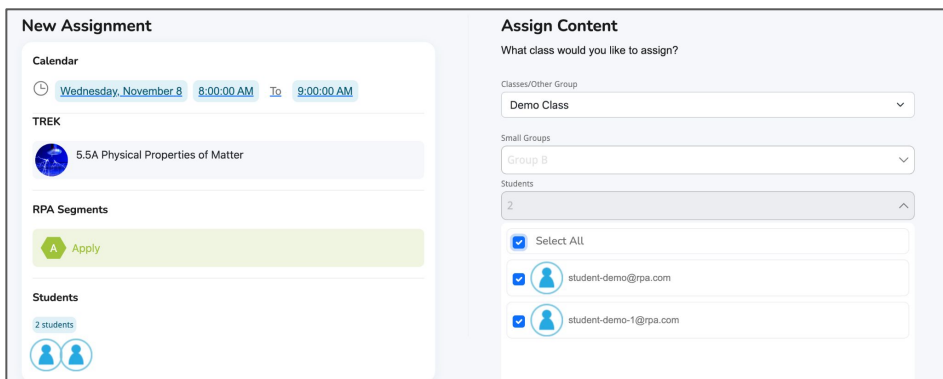 New Assignment
Calendar
Wednesday, November 8 8:00:00 AM To 9:00:00 AM
TREK
5.5A Physical Properties of Matter
RPA Segments
A Apply
Students
2 students
Assign Content
What class would you like to assign?
Classes/Other Group
Demo Class
Small Groups
Group B
Students
2
Select All
student-demo@rpa.com
student-demo-1@rpa.com